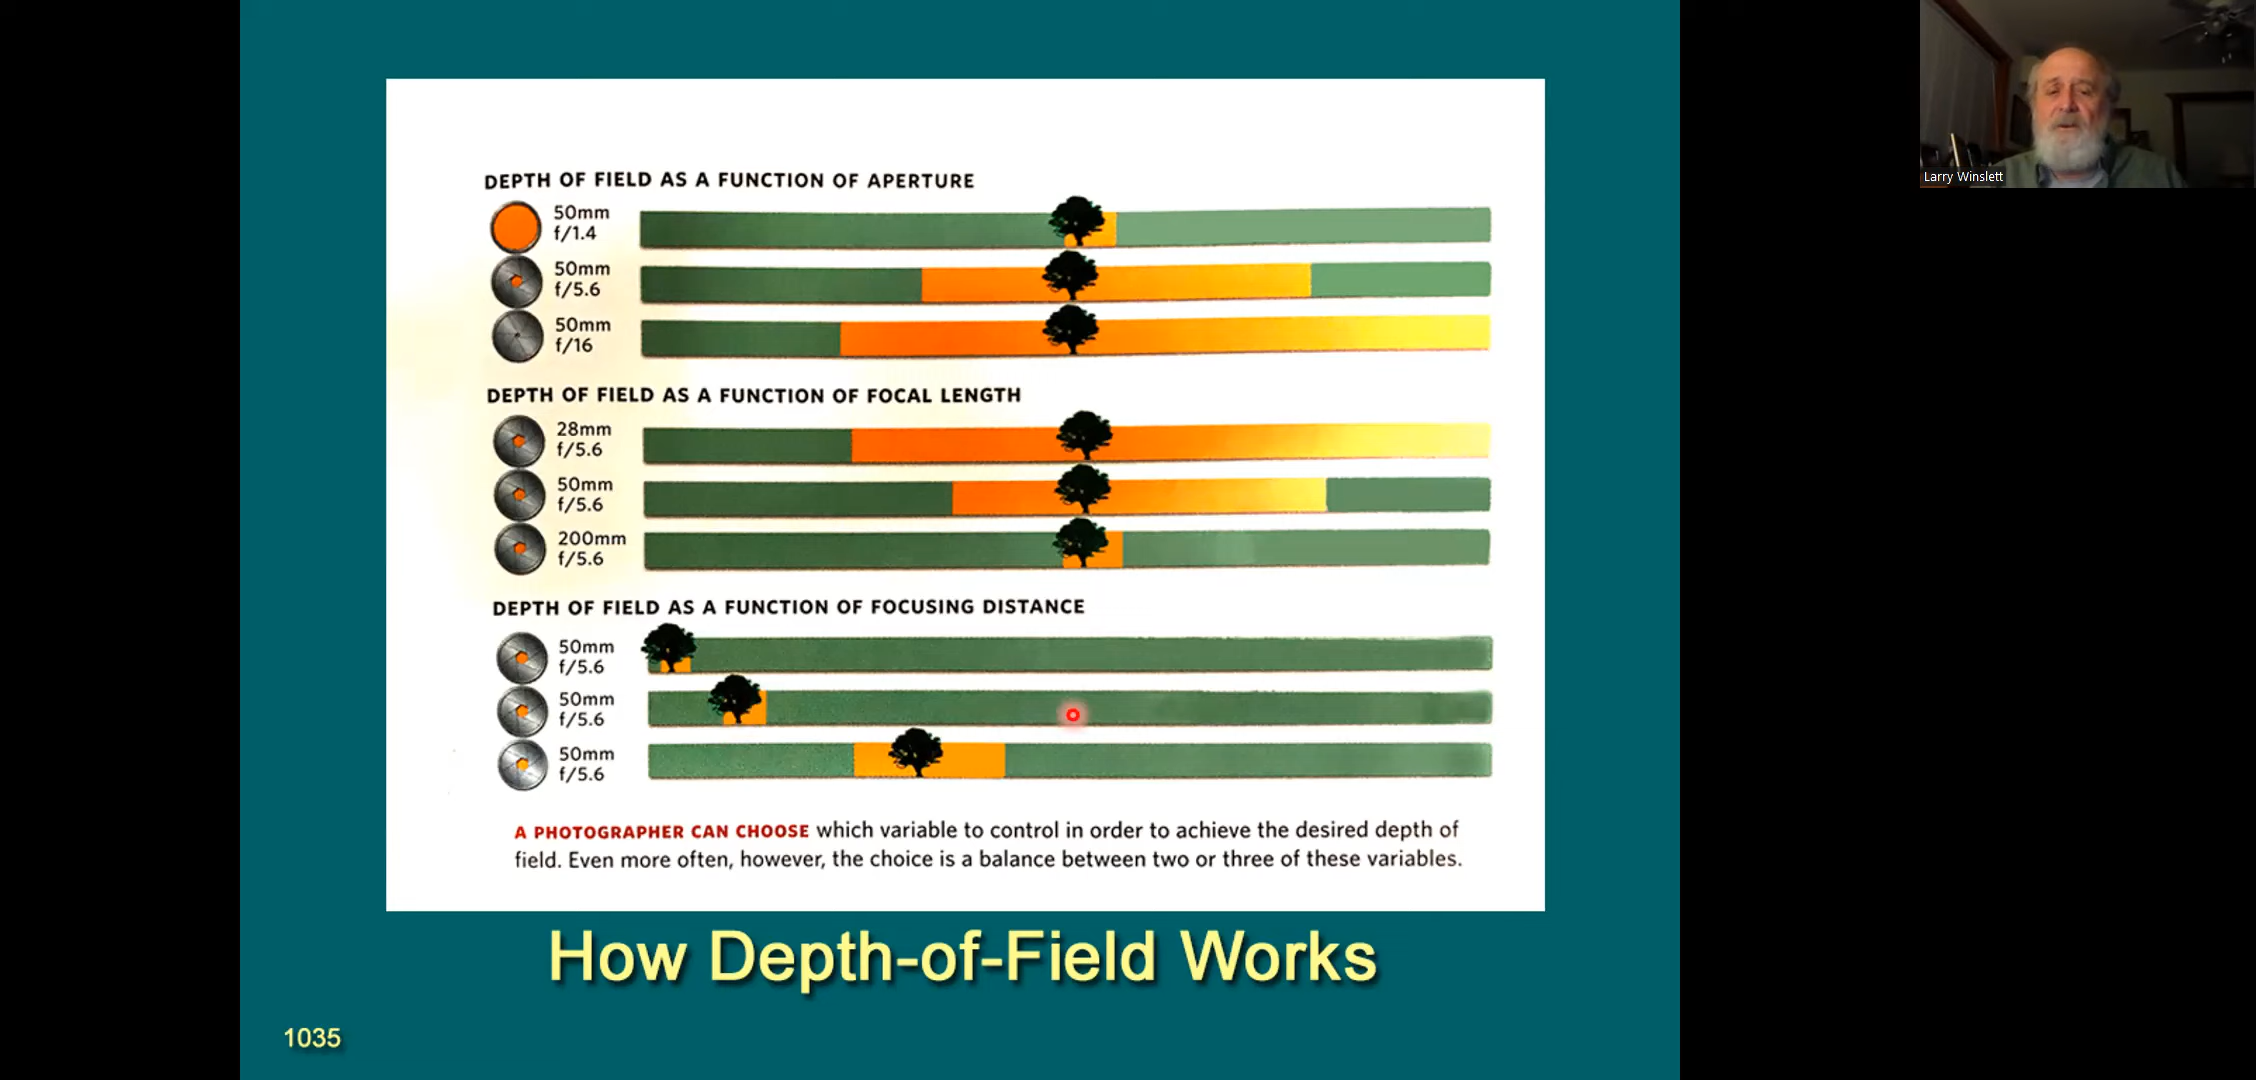 Larry Winslett
DEPTH OF FIELD AS A FUNCTION OF APERTURE
50mm
f/1.4
50mm
f/5.6
50mm
f/16
DEPTH OF FIELD AS A FUNCTION OF FOCAL LENGTH
28mm
f/5.6
50mm
f/5.6
200mm
f/5.6
DEPTH OF FIELD AS A FUNCTION OF FOCUSING DISTANCE
50mm
f/5.6
50mm
f/5.6
50mm
f/5.6
A PHOTOGRAPHER CAN CHOOSE which variable to control in order to achieve the desired depth of
field. Even more often, however, the choice is a balance between two or three of these variables.
How Depth-of-Field Works
1035